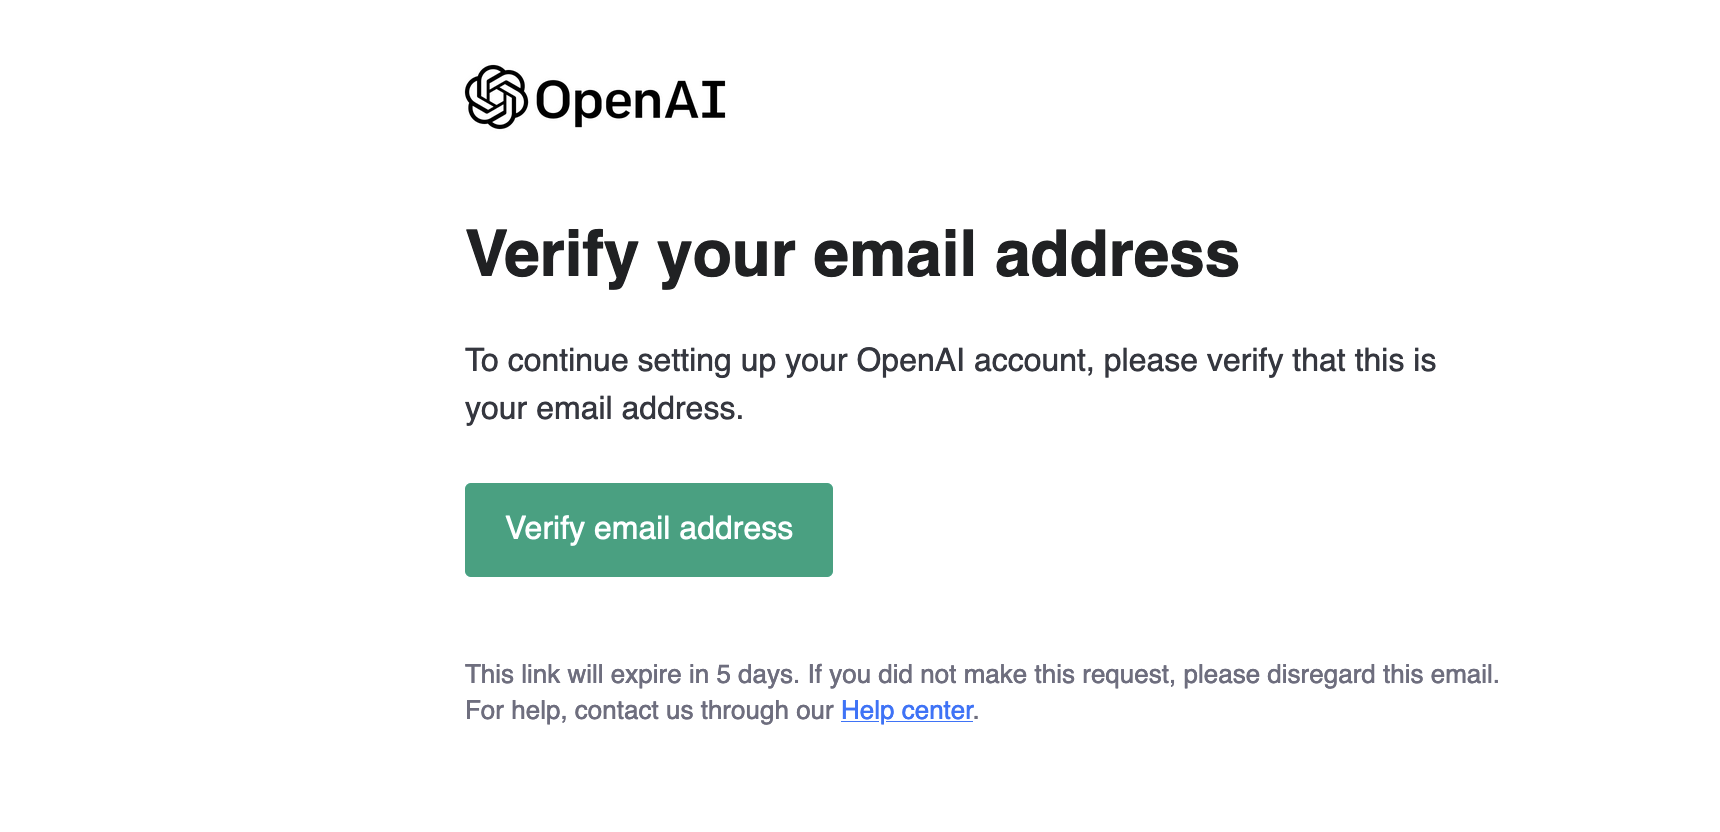 OpenAI
Verify your email address
To continue setting up your OpenAI account, please verify that this is
your email address.
Verify email address
This link will expire in 5 days. If you did not make this request, please disregard this email.
For help, contact us through our Help center.